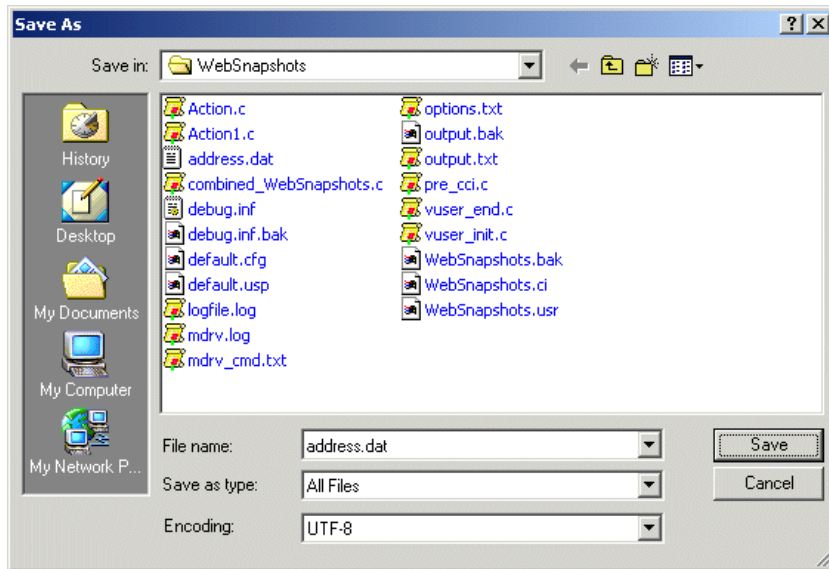 Save As
Save in:
WebSnapshots
History
Desktop
My Documents
My Computer
My Network P...
Action.c
Action1.c
address.dat
combined_WebSnapshots.c
debug.inf
debug.inf.bak
default.cfg
default.usp
logfile.log
mdrv.log
mdrv_cmd.txt
options.txt
output.bak
output.txt
pre_cci.c
vuser_end.c
vuser_init.c
WebSnapshots.bak
WebSnapshots.ci
WebSnapshots.usr
File name:
address.dat
Save
Save as type:
All Files
Cancel
Encoding:
UTF-8